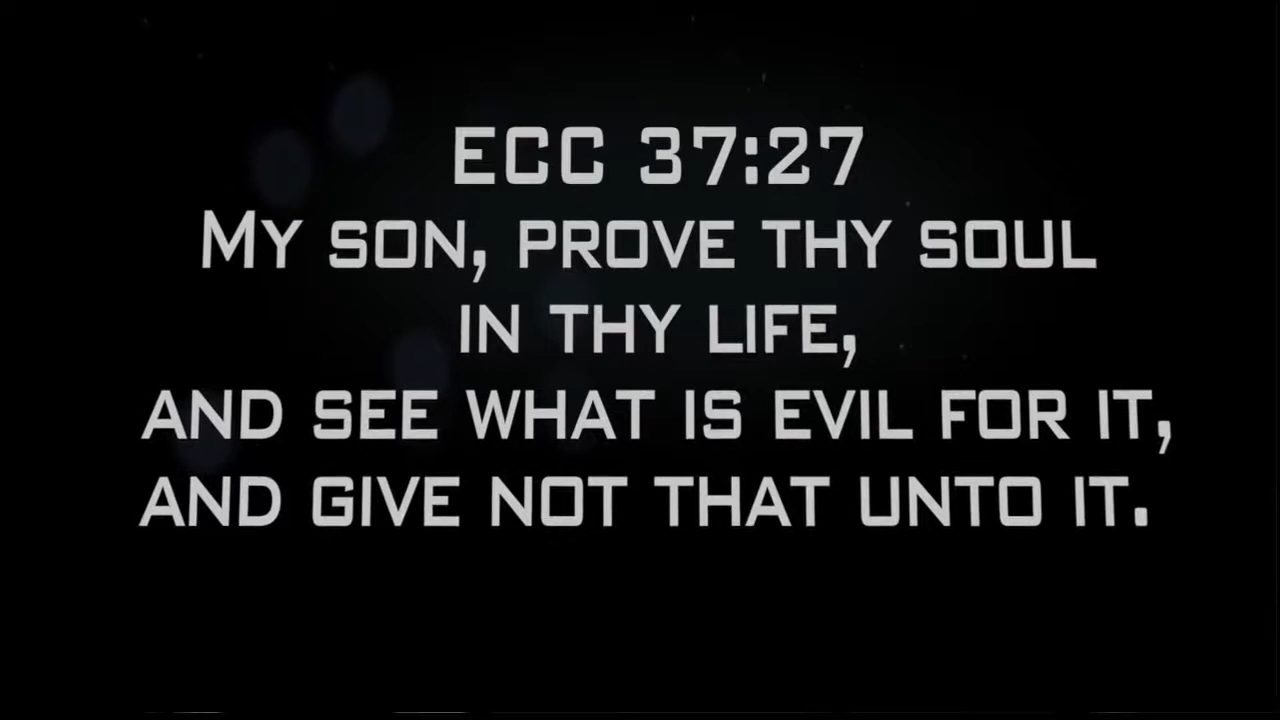 ECC 37:27
My son, prove thy soul
in thy life,
and see what is evil for it,
and give not that unto it.